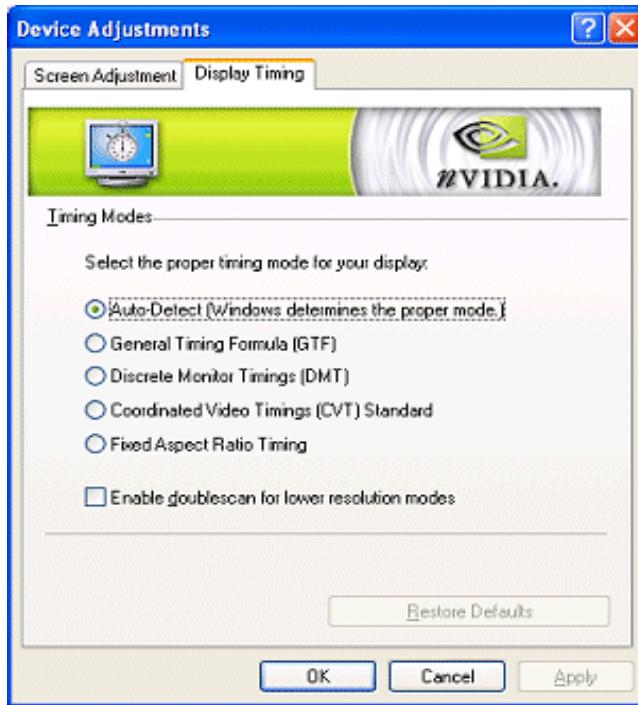 Device Adjustments
Screen Adjustment
Display Timing
nVIDIA.
Timing Modes
Select the proper timing mode for your display:
Auto-Detect (Windows determines the proper mode.)
General Timing Formula (GTF)
Discrete Monitor Timings (DMT)
Coordinated Video Timings (CVT) Standard
Fixed Aspect Ratio Timing
Enable doublescan for lower resolution modes
Restore Defaults
OK
Cancel
Apply